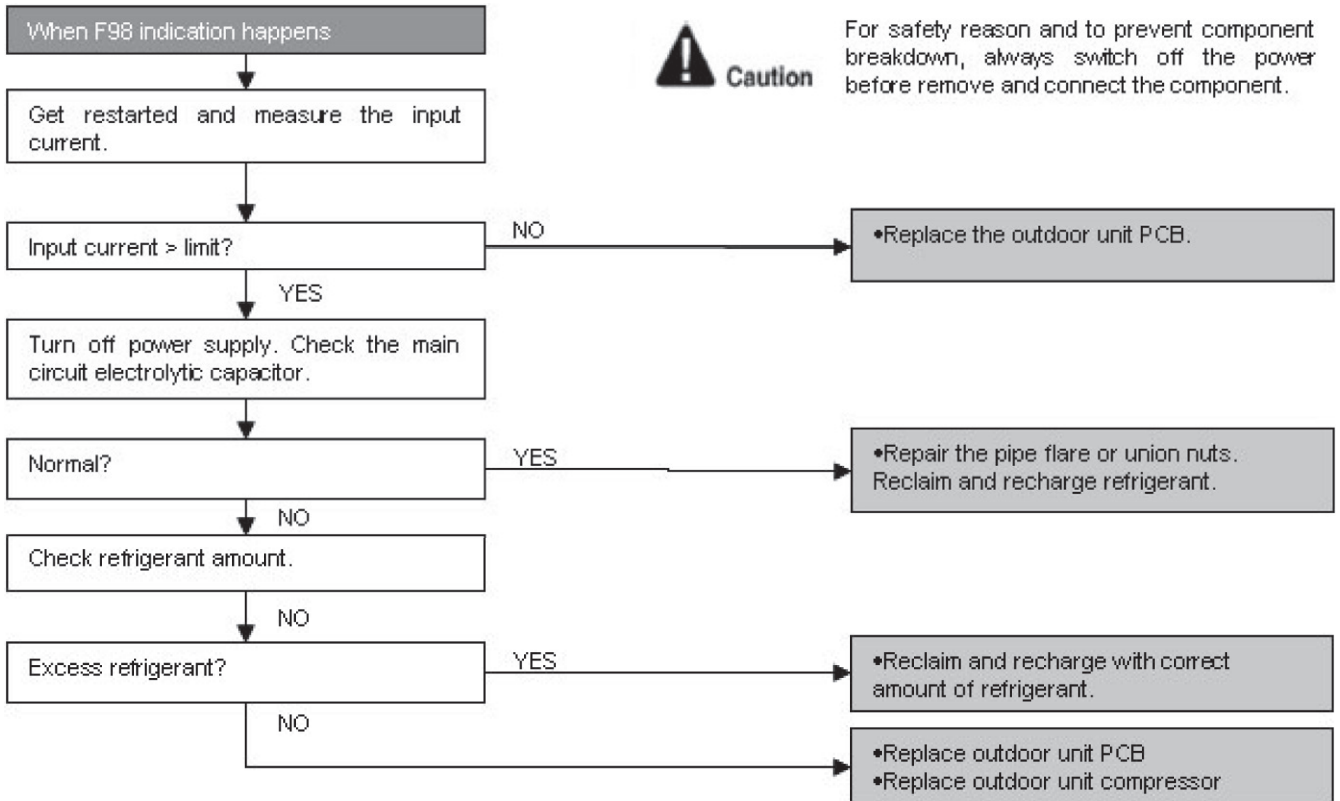 When F98 indication happens
For safety reason and to prevent component
breakdown, always switch off the power
before remove and connect the component.
Caution
Get restarted and measure the input
current.
Input current > limit?
NO
•Replace the outdoor unit PCB.
YES
Turn off power supply. Check the main
circuit electrolytic capacitor.
Normal?
YES
•Repair the pipe flare or union nuts.
Reclaim and recharge refrigerant.
NO
Check refrigerant amount.
NO
Excess refrigerant?
YES
•Reclaim and recharge with correct
amount of refrigerant.
NO
•Replace outdoor unit PCB
•Replace outdoor unit compressor